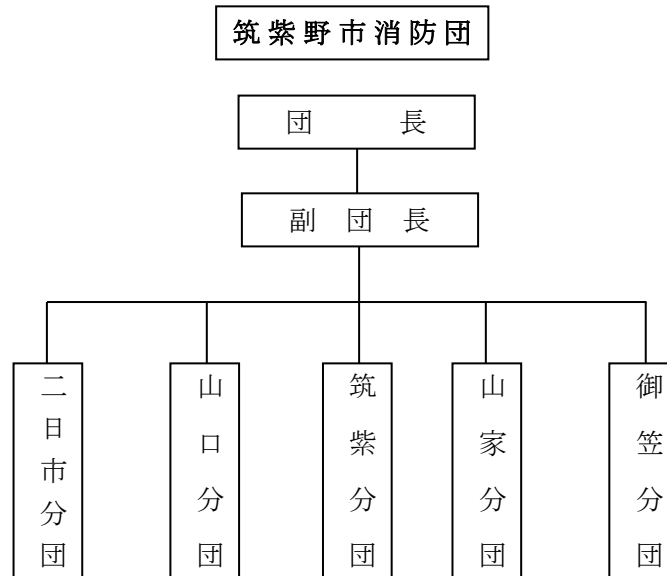 筑紫野市消防団
団長
副団長
二日市分団
山口分団
筑紫分団
山家分団
御笠分団